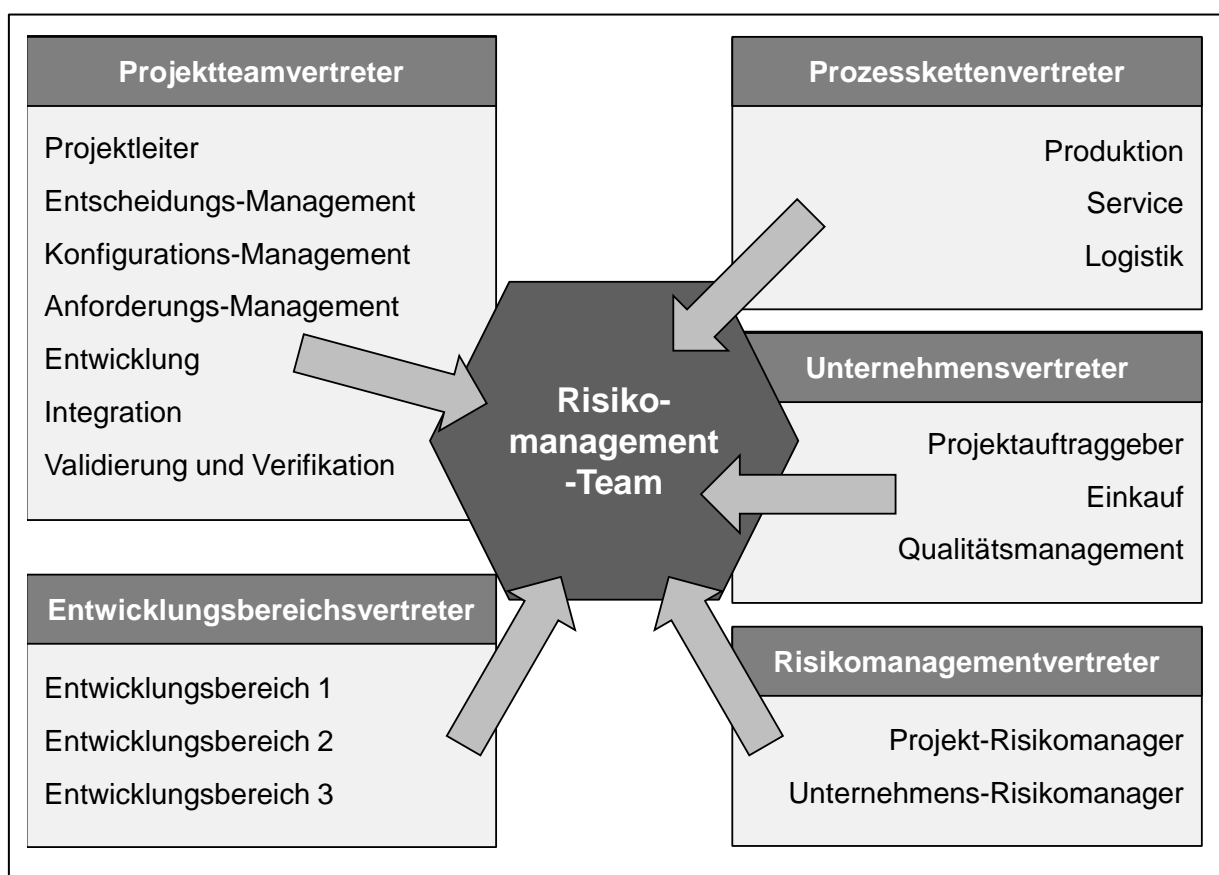 Projektteamvertreter
Projektleiter
Entscheidungs-Management
Konfigurations-Management
Anforderungs-Management
Entwicklung
Integration
Validierung und Verifikation
Entwicklungsbereichsvertreter
Entwicklungsbereich 1
Entwicklungsbereich 2
Entwicklungsbereich 3
Risiko-
management
-Team
Prozesskettenvertreter
Produktion
Service
Logistik
Unternehmensvertreter
Projektauftraggeber
Einkauf
Qualitätsmanagement
Risikomanagementvertreter
Projekt-Risikomanager
Unternehmens-Risikomanager